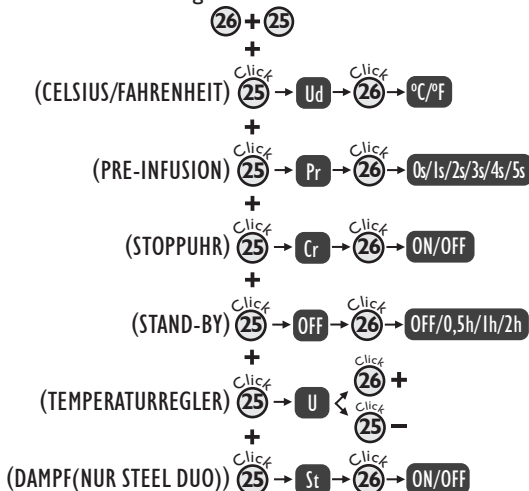 26 + 25
+
Click Click
(CELSIUS/FAHRENHEIT) 25 → Ud → 26 → ºC/ºF
+
Click Click
(PRE-INFUSION) 25 → Pr → 26 → 0s/1s/2s/3s/4s/5s
+
Click Click
(STOPPUHR) 25 → Cr → 26 → ON/OFF
+
Click Click
(STAND-BY) 25 → OFF → 26 → OFF/0,5h/1h/2h
+
Click
26 +
Click
(TEMPERATURREGLER) 25 → U
Click
25 −
+
Click Click
(DAMPF(NUR STEEL DUO)) 25 → St → 26 → ON/OFF